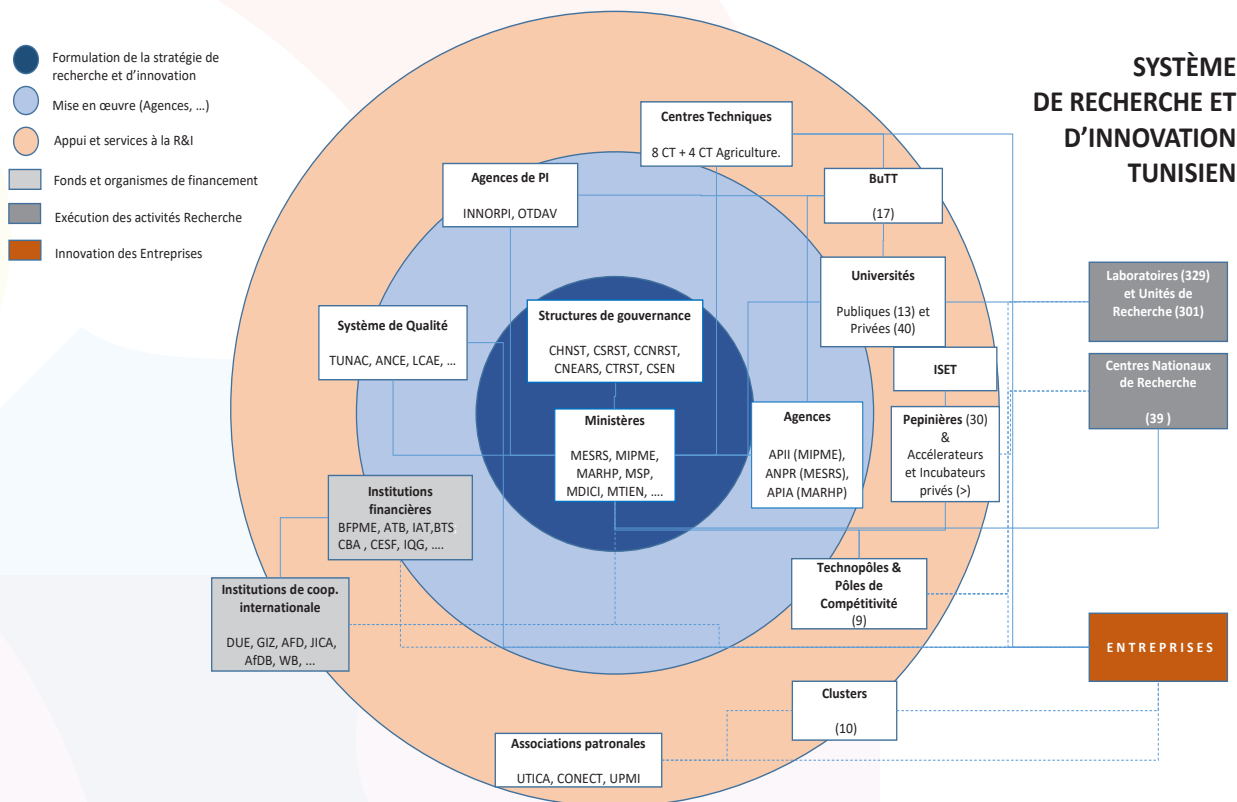 SYSTÈME
DE RECHERCHE ET
D'INNOVATION
TUNISIEN
Formulation de la stratégie de
recherche et d'innovation
Mise en œuvre (Agences, ...)
Appui et services à la R&I
Fonds et organismes de financement
Exécution des activités Recherche
Innovation des Entreprises
Centres Techniques
8 CT + 4 CT Agriculture.
Agences de PI
INNORPI, OTDAV
BuTT
(17)
Universités
Publiques (13) et
Privées (40)
Laboratoires (329)
et Unités de
Recherche (301)
Système de Qualité
TUNAC, ANCE, LCAE, ...
Structures de gouvernance
CHNST, CSRST, CCNRST,
CNEARS, CTRST, CSEN
ISET
Centres Nationaux
de Recherche
(39 )
Ministères
MESRS, MIPME,
MARHP, MSP,
MDICI, MTIEN, ....
Agences
APII (MIPME),
ANPR (MESRS),
APIA (MARHP)
Pepinières (30)
&
Accélerateurs
et Incubateurs
privés (>)
Institutions
financières
BFPME, ATB, IAT,BTS,
CBA , CESF, IQG, ....
Technopôles &
Pôles de
Compétitivité
(9)
Institutions de coop.
internationale
DUE, GIZ, AFD, JICA,
AfDB, WB, ...
ENTREPRISES
Clusters
(10)
Associations patronales
UTICA, CONECT, UPMI